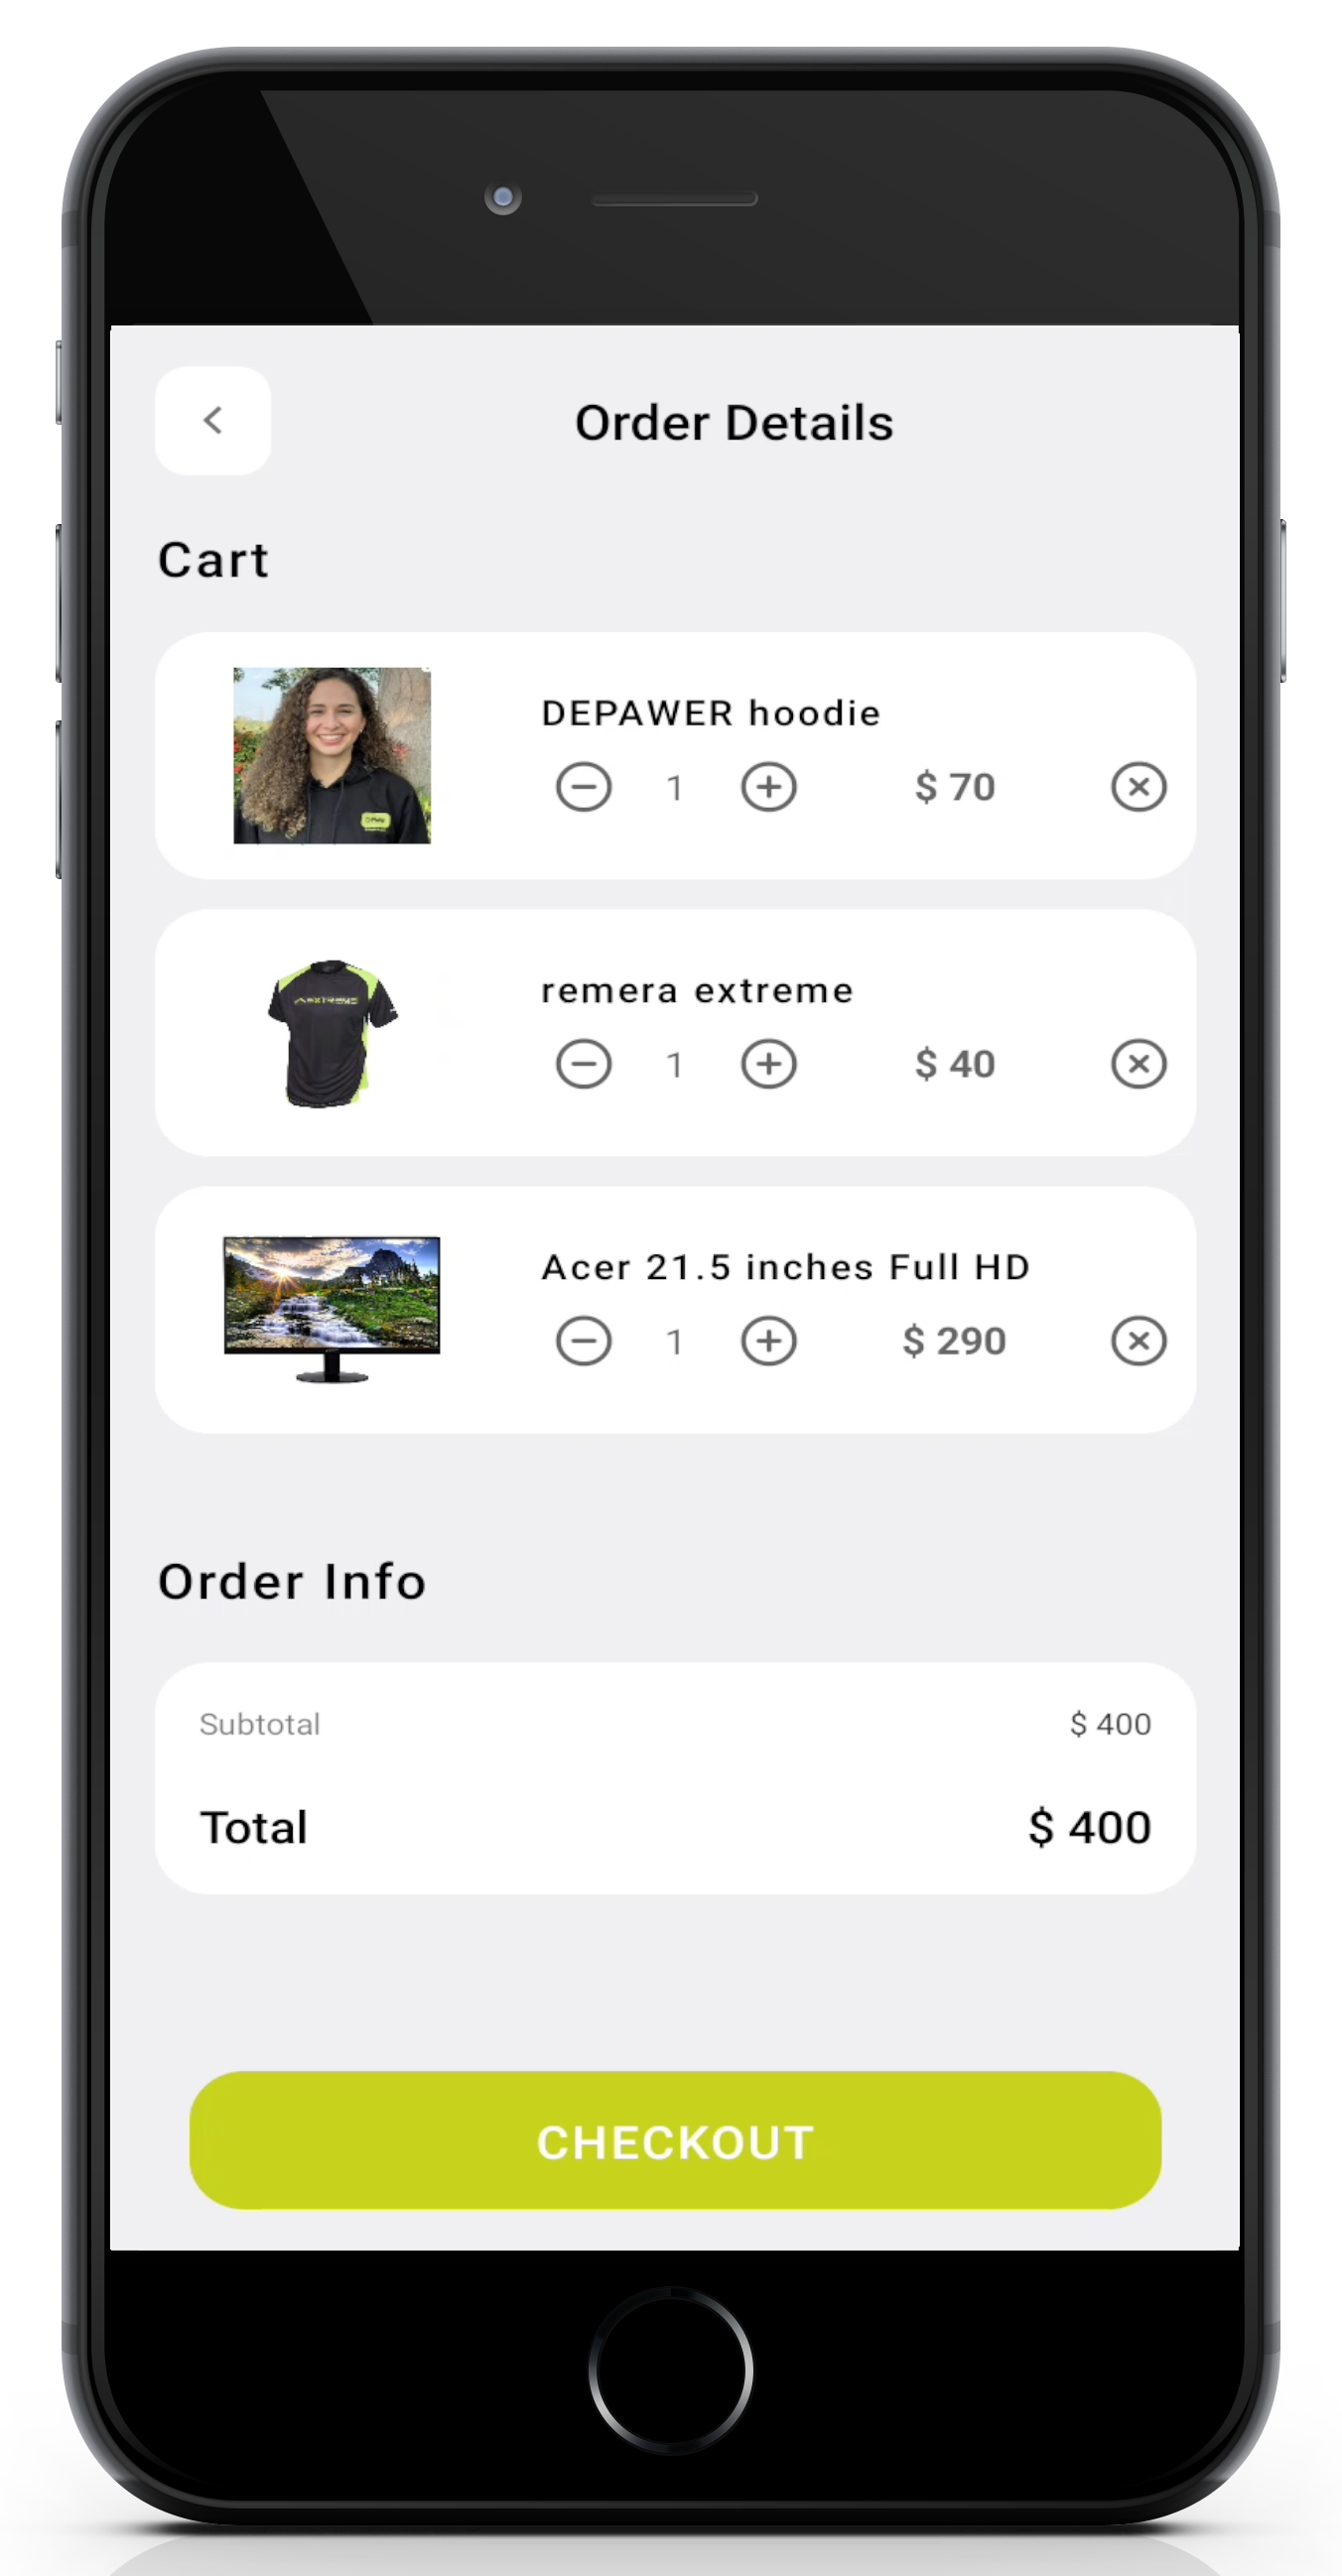 Order Details
Cart
DEPAWER hoodie
1 $ 70
remera extreme
1 $ 40
Acer 21.5 inches Full HD
1 $ 290
Order Info
Subtotal $ 400
Total $ 400
CHECKOUT